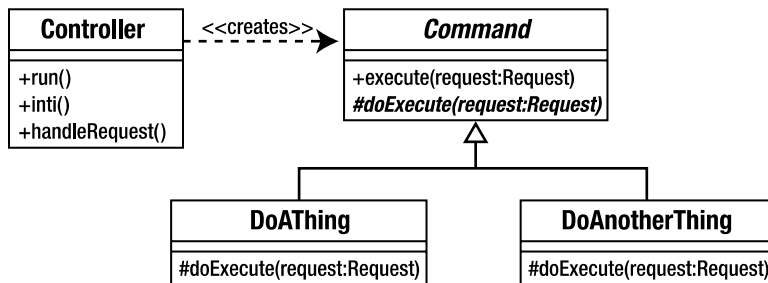 Controller
+run()
+inti()
+handleRequest()
<<creates>>
Command
+execute(request:Request)
#doExecute(request:Request)
DoAThing
#doExecute(request:Request)
DoAnotherThing
#doExecute(request:Request)